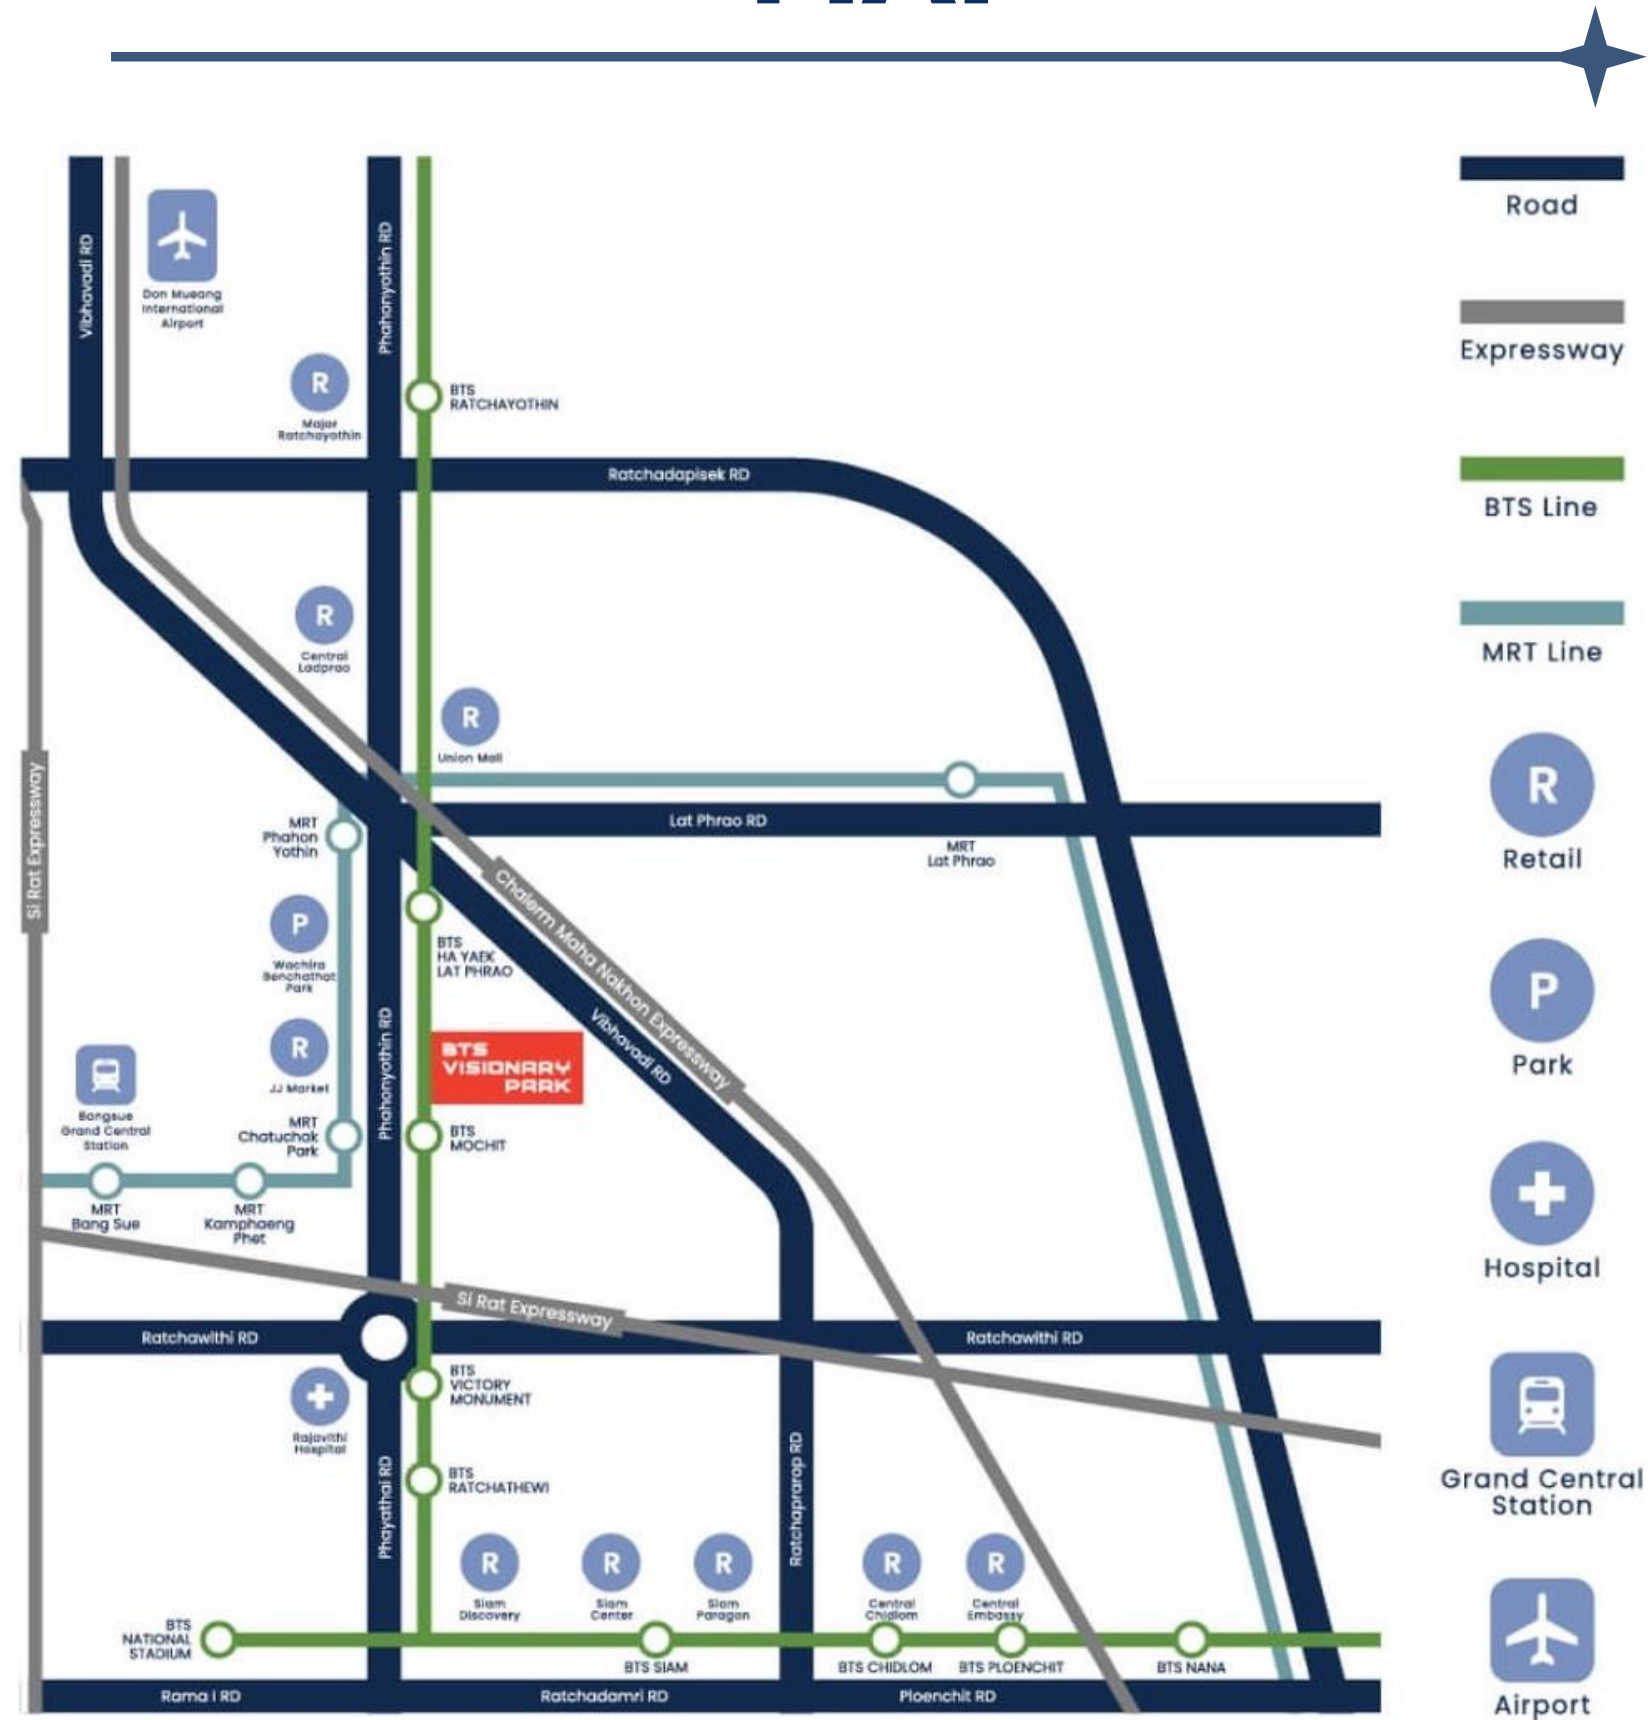 Vibhavadi RD
Don Mueang
International
Airport
Phahonyothin RD
R
Major
Ratchayothin
BTS
RATCHAYOTHIN
Ratchadapisek RD
R
Central
Ladprao
R
Union Mall
Si Rat Expressway
MRT
Phahon
Yothin
Lat Phrao RD
MRT
Lat Phrao
P
Wachira
Benchathat
Park
BTS
HA YAEK
LAT PHRAO
Chalerm Maha Nakhon Expressway
Vibhavadi RD
R
JJ Market
Phahonyothin RD
BTS
VISIONARY
PARK
Bangsue
Grand Central
Station
MRT
Chatuchak
Park
BTS
MOCHIT
MRT
Bang Sue
MRT
Kamphaeng
Phet
Si Rat Expressway
Ratchawithi RD
Ratchawithi RD
Rajavithi
Hospital
BTS
VICTORY
MONUMENT
Phayathai RD
BTS
RATCHATHEWI
Ratchaprarop RD
R
Siam
Discovery
R
Siam
Center
R
Siam
Paragon
R
Central
Chidlom
R
Central
Embassy
BTS
NATIONAL
STADIUM
BTS SIAM
BTS CHIDLOM
BTS PLOENCHIT
BTS NANA
Rama I RD
Ratchadamri RD
Ploenchit RD
Road
Expressway
BTS Line
MRT Line
R
Retail
P
Park
Hospital
Grand Central
Station
Airport